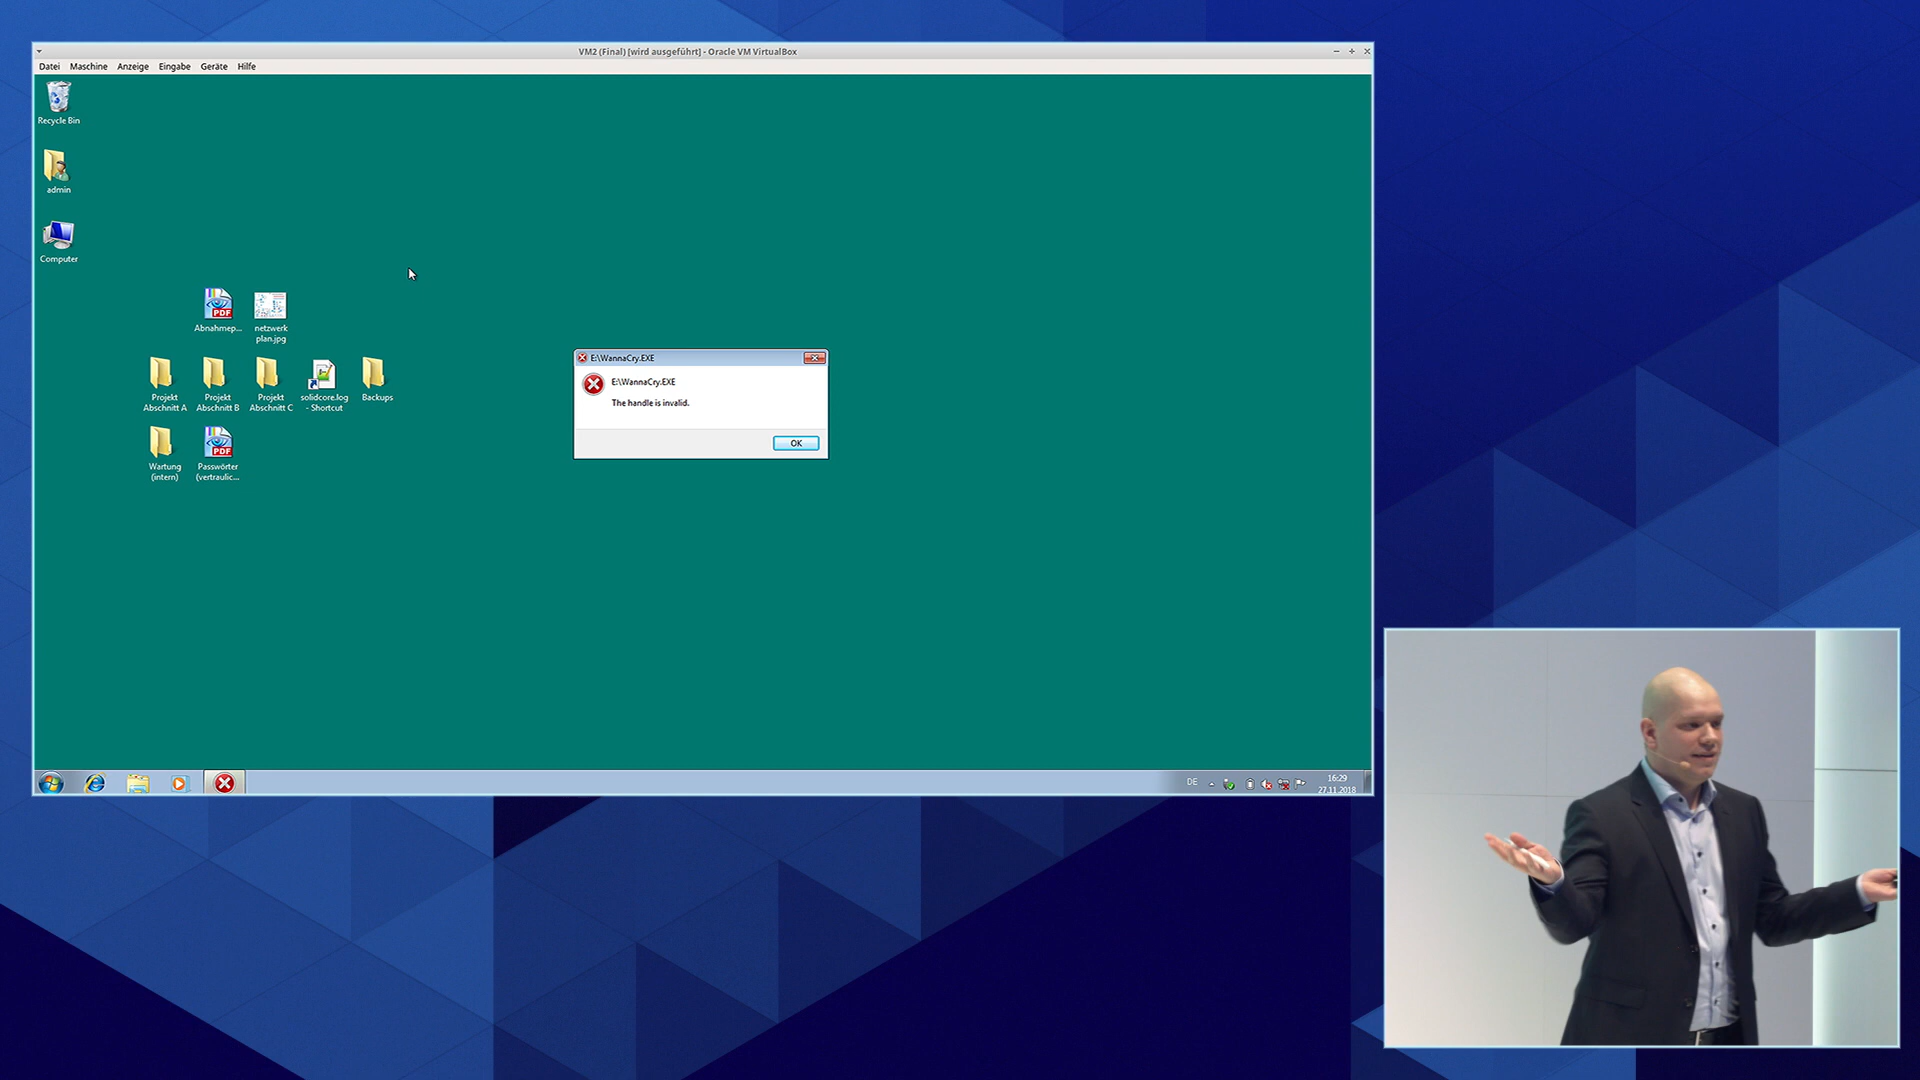 VM2 (Final) [wird ausgeführt] - Oracle VM VirtualBox
Datei Maschine Anzeige Eingabe Geräte Hilfe
Recycle Bin
admin
Computer
PDF
Abnahmep...
netzwerk
plan.jpg
Projekt
Abschnitt A
Projekt
Abschnitt B
Projekt
Abschnitt C
solidcore.log
- Shortcut
Backups
Wartung
(intern)
PDF
Passwörter
(vertraulic...
E:\WannaCry.EXE
E:\WannaCry.EXE
The handle is invalid.
OK
DE
16:29
27.11.2018